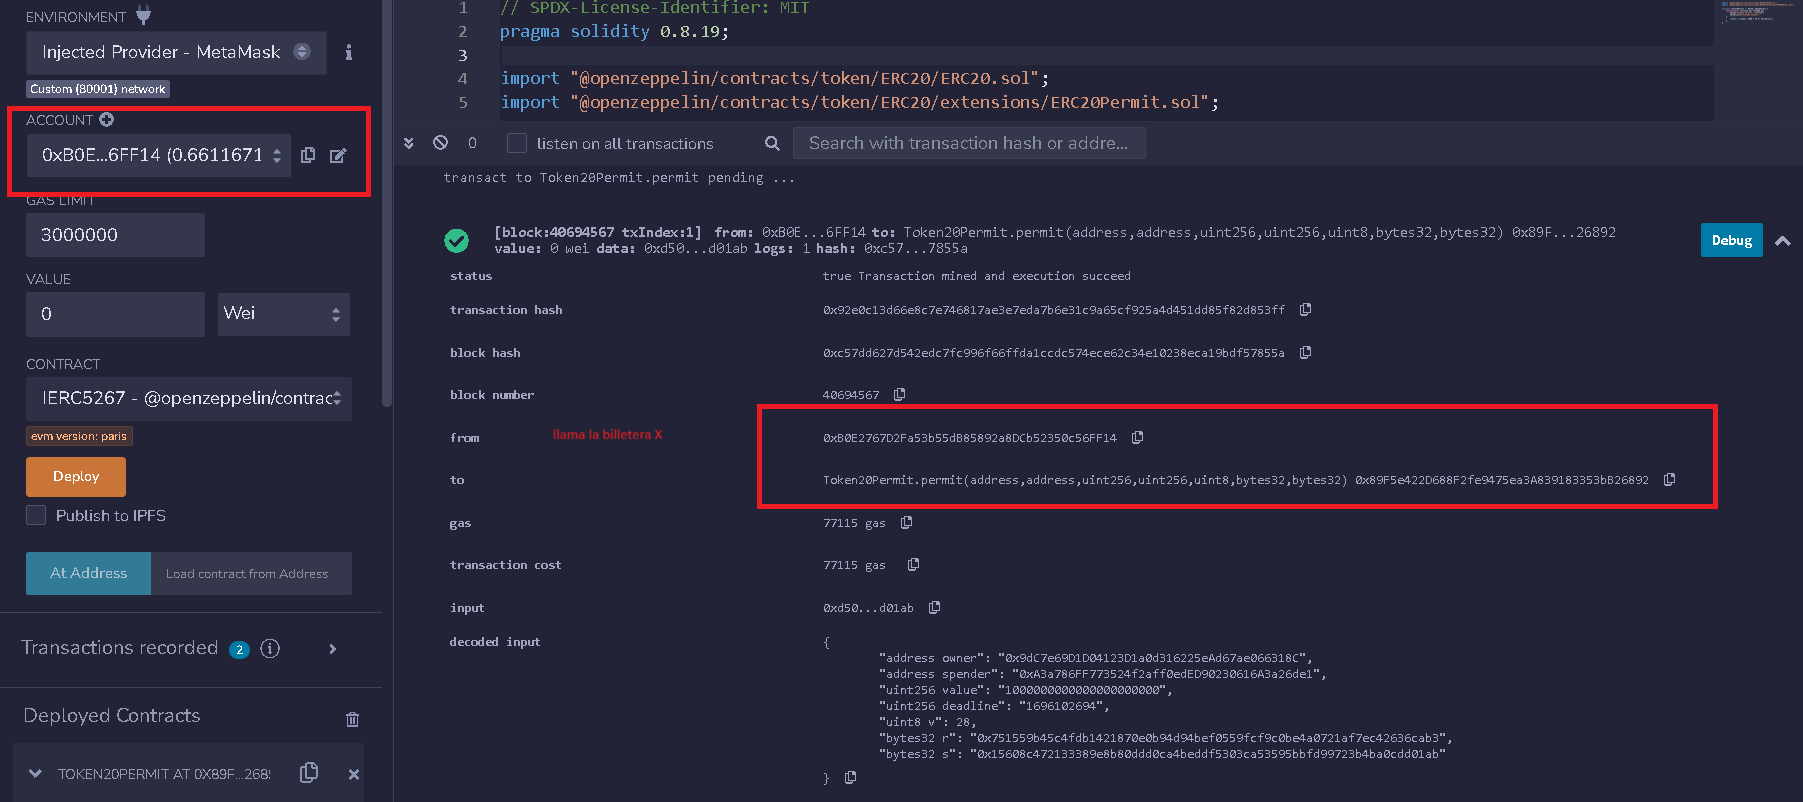 ENVIRONMENT
Injected Provider - MetaMask
Custom (80001) network
ACCOUNT
0xB0E...6FF14 (0.6611671
GAS LIMIT
3000000
VALUE
0
Wei
CONTRACT
IERC5267 - @openzeppelin/contrac
evm version: paris
Deploy
Publish to IPFS
At Address
Load contract from Address
Transactions recorded 2
Deployed Contracts
TOKEN20PERMIT AT 0X89F...268
1 // SPDX-License-Identifier: MIT
2 pragma solidity 0.8.19;
3
4 import "@openzeppelin/contracts/token/ERC20/ERC20.sol";
5 import "@openzeppelin/contracts/token/ERC20/extensions/ERC20Permit.sol";
0 listen on all transactions Search with transaction hash or addre...
transact to Token20Permit.permit pending ...
[block:40694567 txIndex:1] from: 0xB0E...6FF14 to: Token20Permit.permit(address,address,uint256,uint256,uint8,bytes32,bytes32) 0x89F...26892
value: 0 wei data: 0xd50...d01ab logs: 1 hash: 0xc57...7855a
Debug
status true Transaction mined and execution succeed
transaction hash 0x92e0c13d66e8c7e746817ae3e7eda7b6e31c9a65cf925a4d451dd85f82d853ff
block hash 0xc57dd627d542edc7fc996f66ffda1ccdc574ece62c34e10238eca19bdf57855a
block number 40694567
from llama la billetera X 0xB0E2767D2Fa53b55dB85892a8DCb52350c56FF14
to Token20Permit.permit(address,address,uint256,uint256,uint8,bytes32,bytes32) 0x89F5e422D688F2fe9475ea3A839183353bB26892
gas 77115 gas
transaction cost 77115 gas
input 0xd50...d01ab
decoded input {
"address owner": "0x9dC7e69D1D04123D1a0d316225eAd67ae066318C",
"address spender": "0xA3a786FF773524f2aff0edED90230616A3a26de1",
"uint256 value": "1000000000000000000000",
"uint256 deadline": "1696102694",
"uint8 v": 28,
"bytes32 r": "0x751559b45c4fdb1421870e0b94d94bef0559fcf9c0be4a0721af7ec42636cab3",
"bytes32 s": "0x15608c472133389e8b80ddd0ca4beddf5303ca53595bbfd99723b4ba0cdd01ab"
}